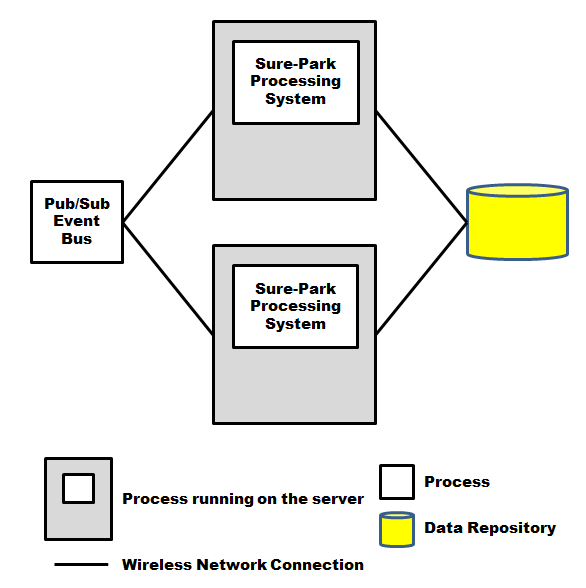 Sure-Park
Processing
System
Pub/Sub
Event
Bus
Sure-Park
Processing
System
Process running on the server
Process
Data Repository
Wireless Network Connection